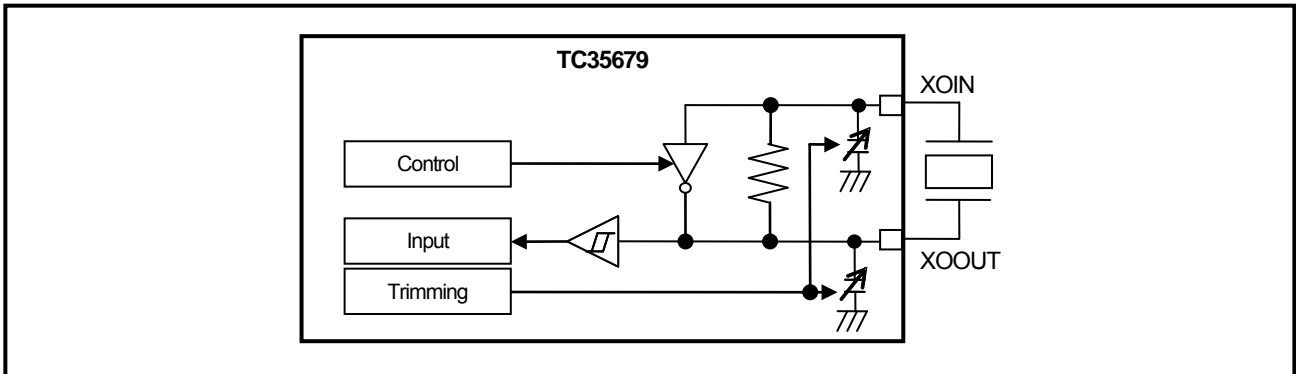 TC35679
XOIN
Control
Input
XOOUT
Trimming